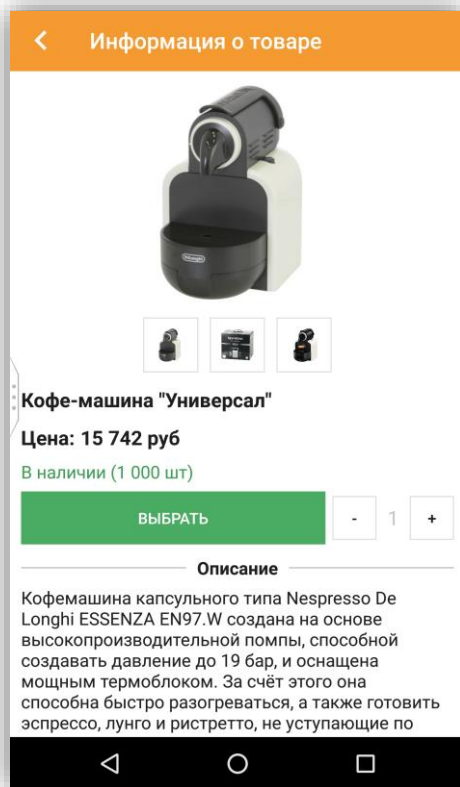 Информация о товаре
DeLonghi
Кофе-машина "Универсал"
Цена: 15 742 руб
В наличии (1 000 шт)
ВЫБРАТЬ
- 1 +
Описание
Кофемашина капсульного типа Nespresso De
Longhi ESSENZA EN97.W создана на основе
высокопроизводительной помпы, способной
создавать давление до 19 бар, и оснащена
мощным термоблоком. За счёт этого она
способна быстро разогреваться, а также готовить
эспрессо, лунго и ристретто, не уступающие по